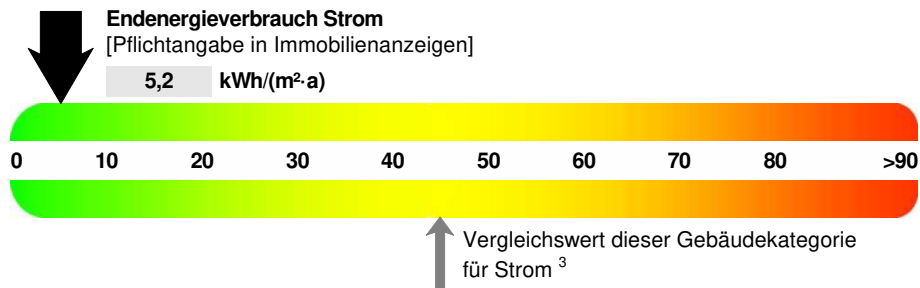 Endenergieverbrauch Strom
[Pflichtangabe in Immobilienanzeigen]
5,2 kWh/(m²·a)
0 10 20 30 40 50 60 70 80 >90
Vergleichswert dieser Gebäudekategorie
für Strom ³